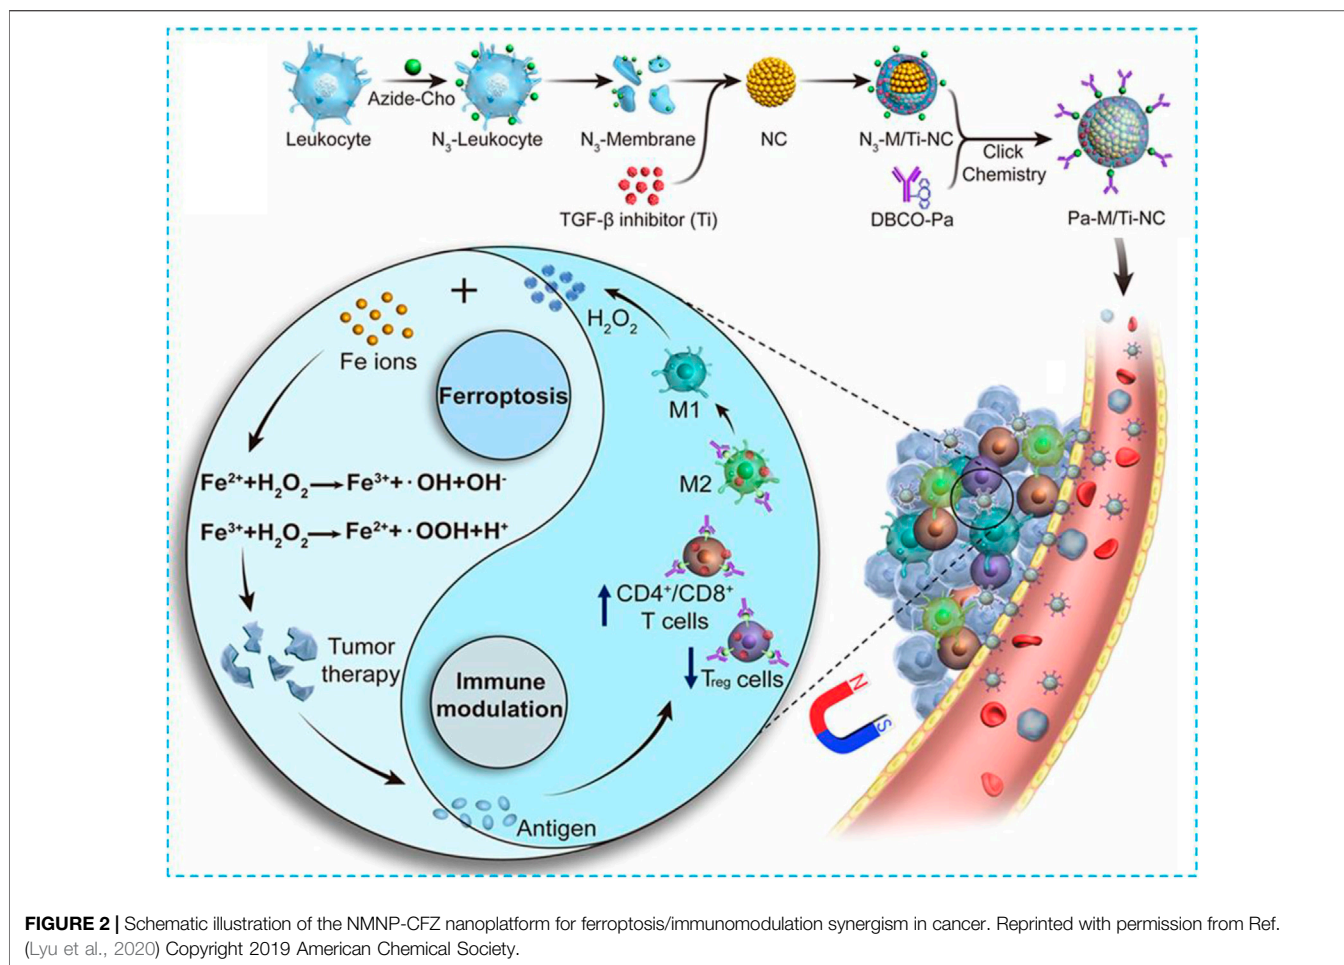 Leukocyte
Azide-Cho
N₃-Leukocyte
N₃-Membrane
NC
N₃-M/Ti-NC
Click
Chemistry
TGF-β inhibitor (Ti)
DBCO-Pa
Pa-M/Ti-NC
+
Fe ions
H₂O₂
Ferroptosis
M1
M2
Fe²⁺+H₂O₂→Fe³⁺+·OH+OH⁻
Fe³⁺+H₂O₂→Fe²⁺+·OOH+H⁺
CD4⁺/CD8⁺
T cells
Treg cells
Tumor
therapy
Immune
modulation
Antigen
N
S
FIGURE 2 | Schematic illustration of the NMNP-CFZ nanoplatform for ferroptosis/immunomodulation synergism in cancer. Reprinted with permission from Ref.
(Lyu et al., 2020) Copyright 2019 American Chemical Society.